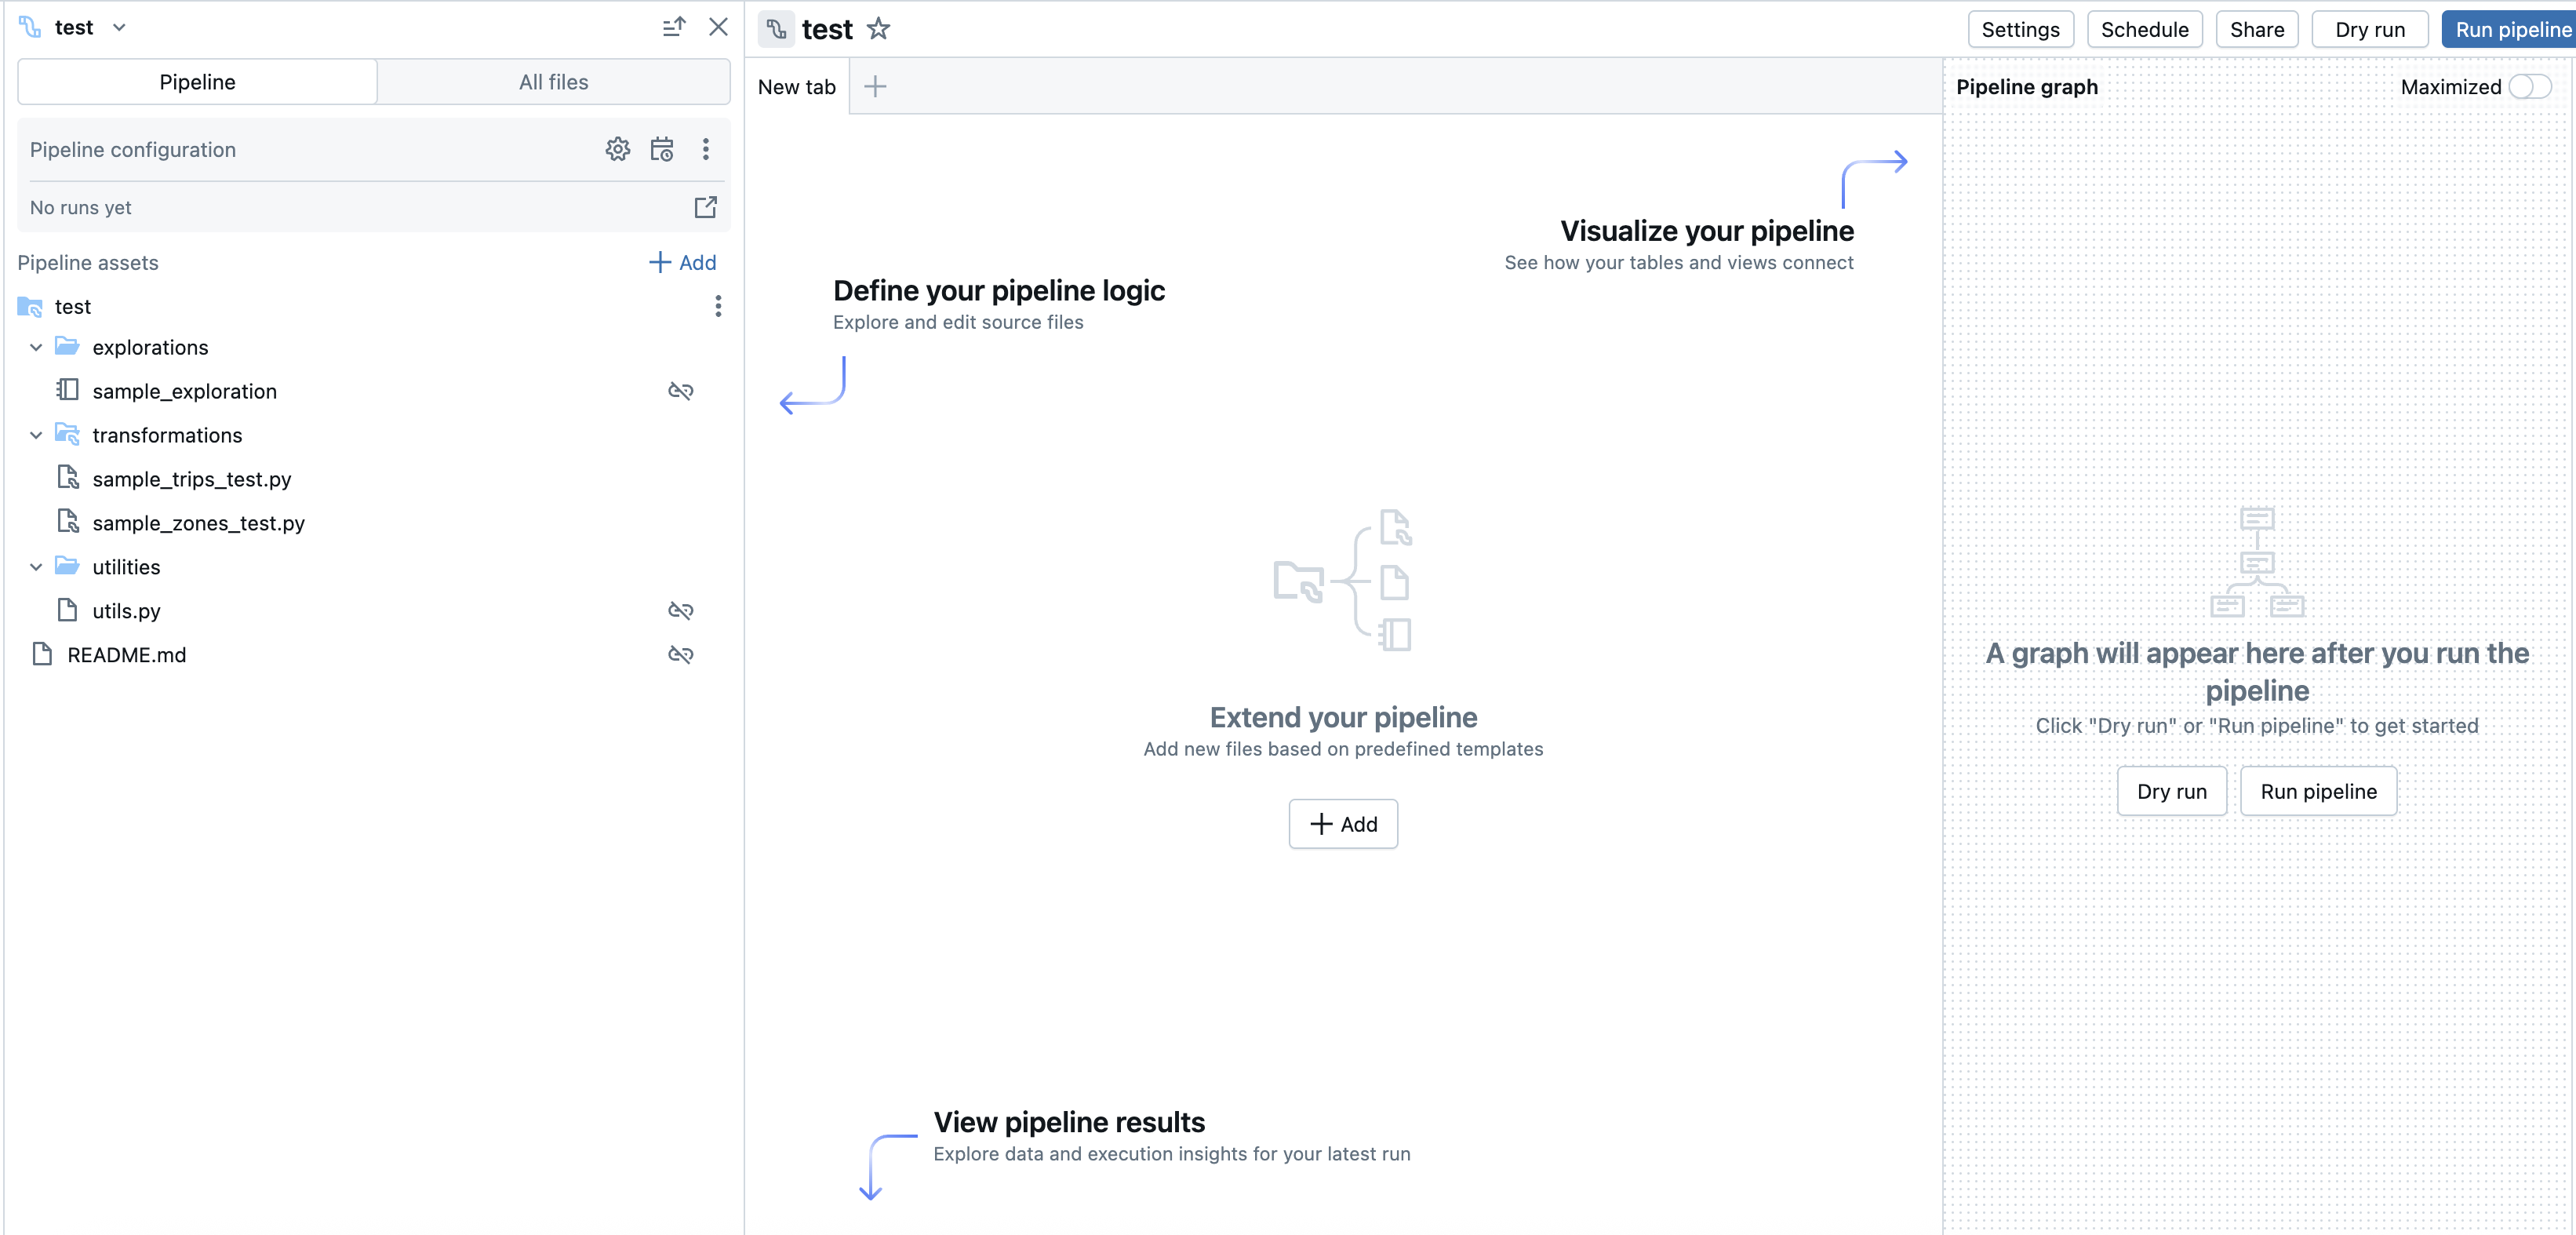 test
Pipeline
All files
Pipeline configuration
No runs yet
Pipeline assets
Add
test
explorations
sample_exploration
transformations
sample_trips_test.py
sample_zones_test.py
utilities
utils.py
README.md
test
Settings
Schedule
Share
Dry run
Run pipeline
New tab
Visualize your pipeline
See how your tables and views connect
Define your pipeline logic
Explore and edit source files
Extend your pipeline
Add new files based on predefined templates
Add
View pipeline results
Explore data and execution insights for your latest run
Pipeline graph
Maximized
A graph will appear here after you run the
pipeline
Click "Dry run" or "Run pipeline" to get started
Dry run
Run pipeline